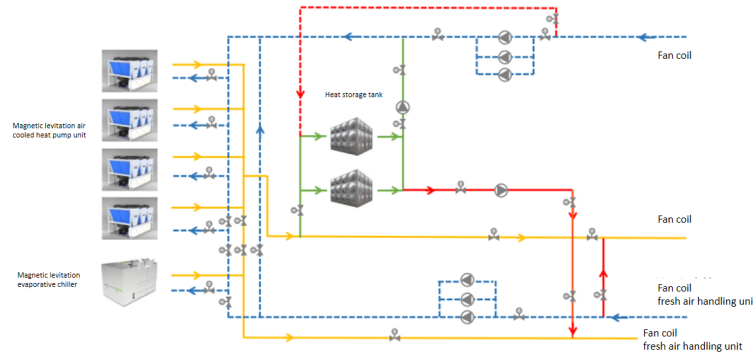 Fan coil
Heat storage tank
Magnetic levitation air
cooled heat pump unit
Fan coil
Magnetic levitation
evaporative chiller
Fan coil
fresh air handling uni
Fan coil
fresh air handling unit